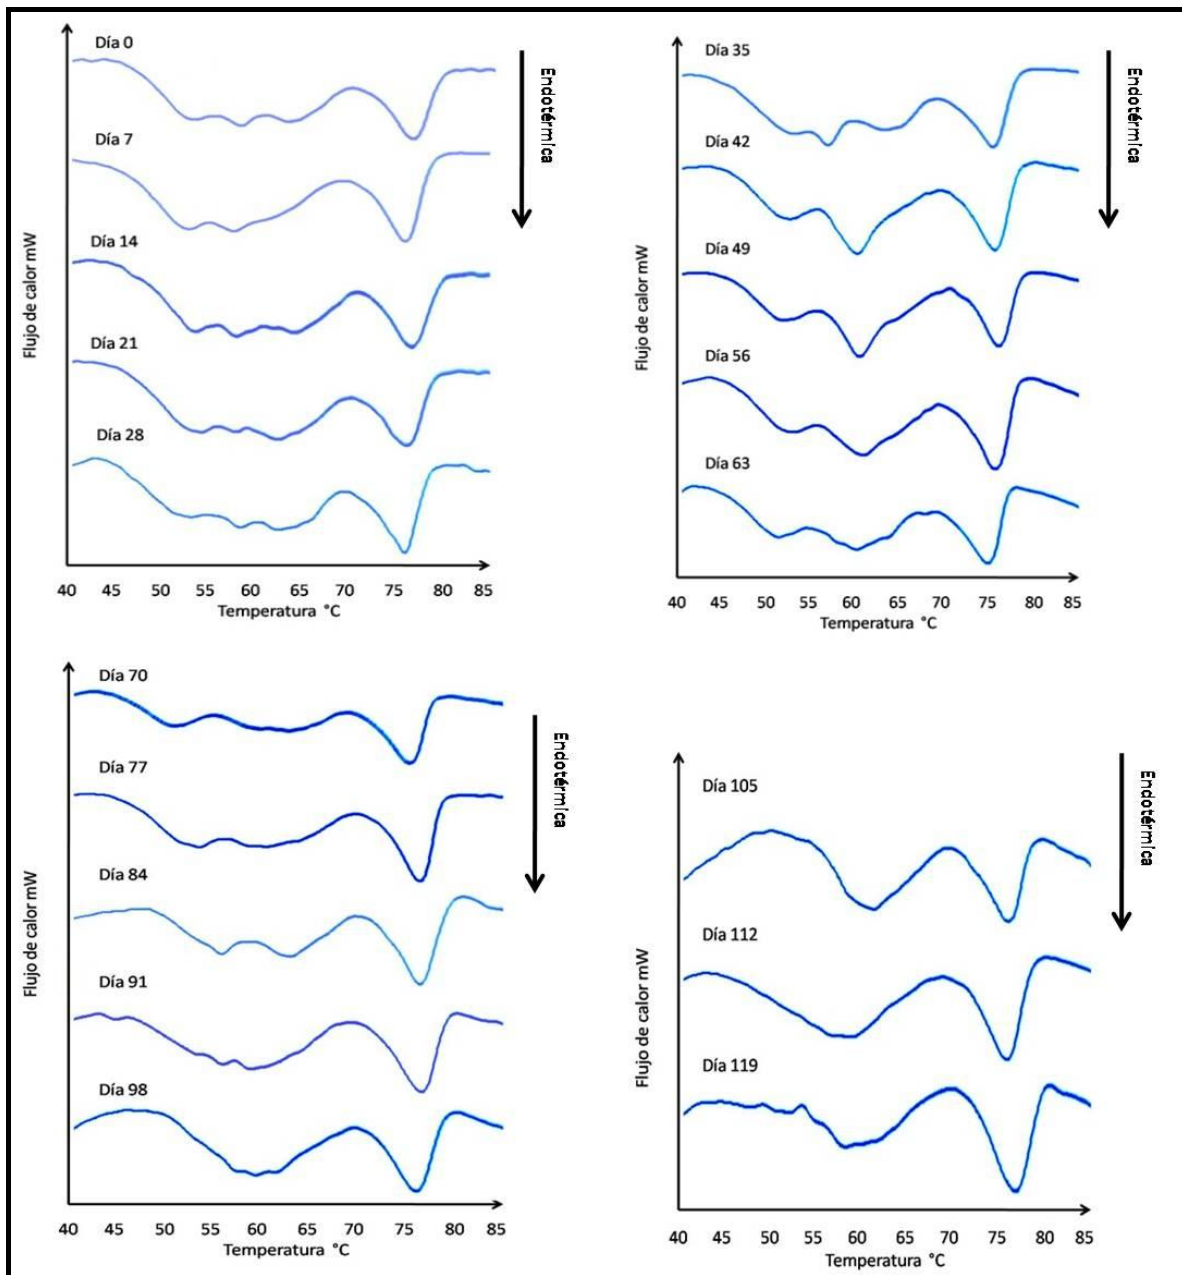 Día 0
Día 7
Día 14
Día 21
Día 28
Flujo de calor mW
Endotérmica
40 45 50 55 60 65 70 75 80 85
Temperatura °C
Día 35
Día 42
Día 49
Día 56
Día 63
Flujo de calor mW
Endotérmica
40 45 50 55 60 65 70 75 80 85
Temperatura °C
Día 70
Día 77
Día 84
Día 91
Día 98
Flujo de calor mW
Endotérmica
40 45 50 55 60 65 70 75 80 85
Temperatura °C
Día 105
Día 112
Día 119
Flujo de calor mW
Endotérmica
40 45 50 55 60 65 70 75 80 85
Temperatura °C